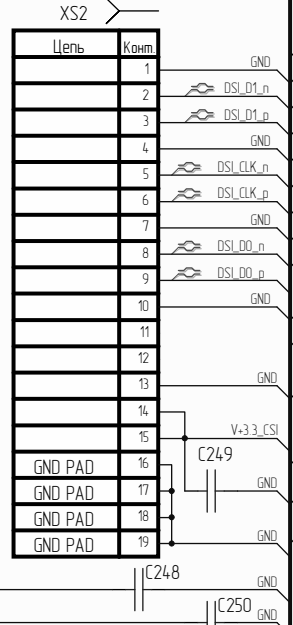 XS2
Цепь Конт.
1 GND
2 DSI_D1_n
3 DSI_D1_p
4 GND
5 DSI_CLK_n
6 DSI_CLK_p
7 GND
8 DSI_D0_n
9 DSI_D0_p
10 GND
11
12
13 GND
14
15 V+3.3_CSI
C249
GND PAD 16
GND PAD 17 GND
GND PAD 18
GND PAD 19 GND
C248
GND
C250
GND